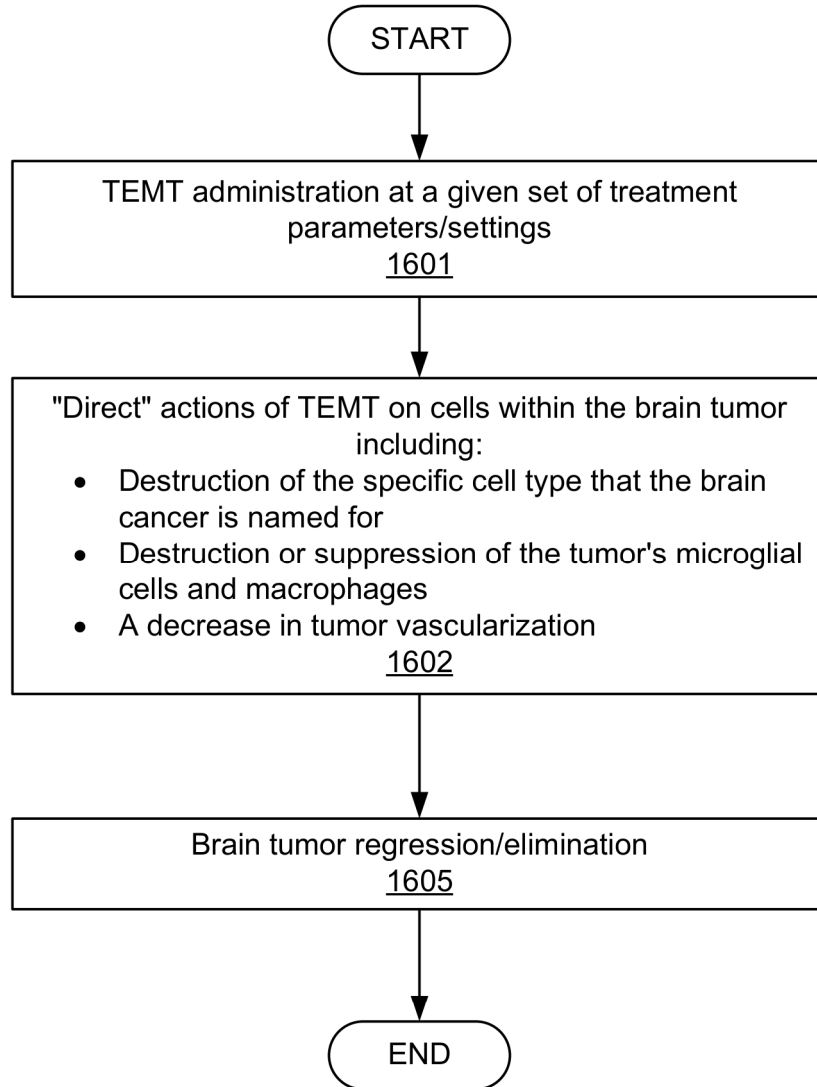 START
TEMT administration at a given set of treatment
parameters/settings
1601
"Direct" actions of TEMT on cells within the brain tumor
including:
• Destruction of the specific cell type that the brain
cancer is named for
• Destruction or suppression of the tumor's microglial
cells and macrophages
• A decrease in tumor vascularization
1602
Brain tumor regression/elimination
1605
END